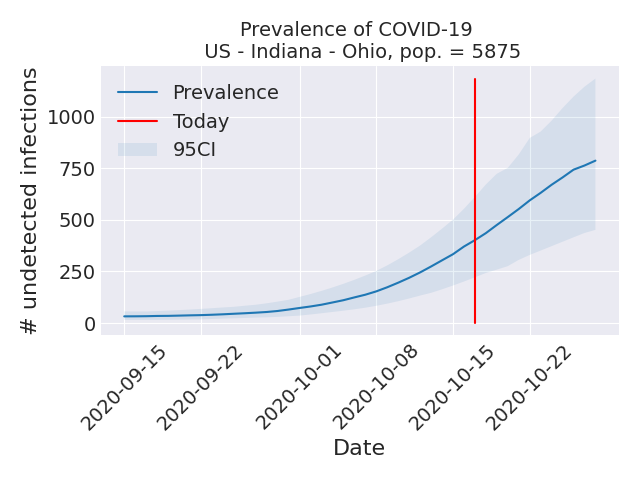 Prevalence of COVID-19
US - Indiana - Ohio, pop. = 5875
# undetected infections
1000
750
500
250
0
Prevalence
Today
95CI
2020-09-15
2020-09-22
2020-10-01
2020-10-08
2020-10-15
2020-10-22
Date